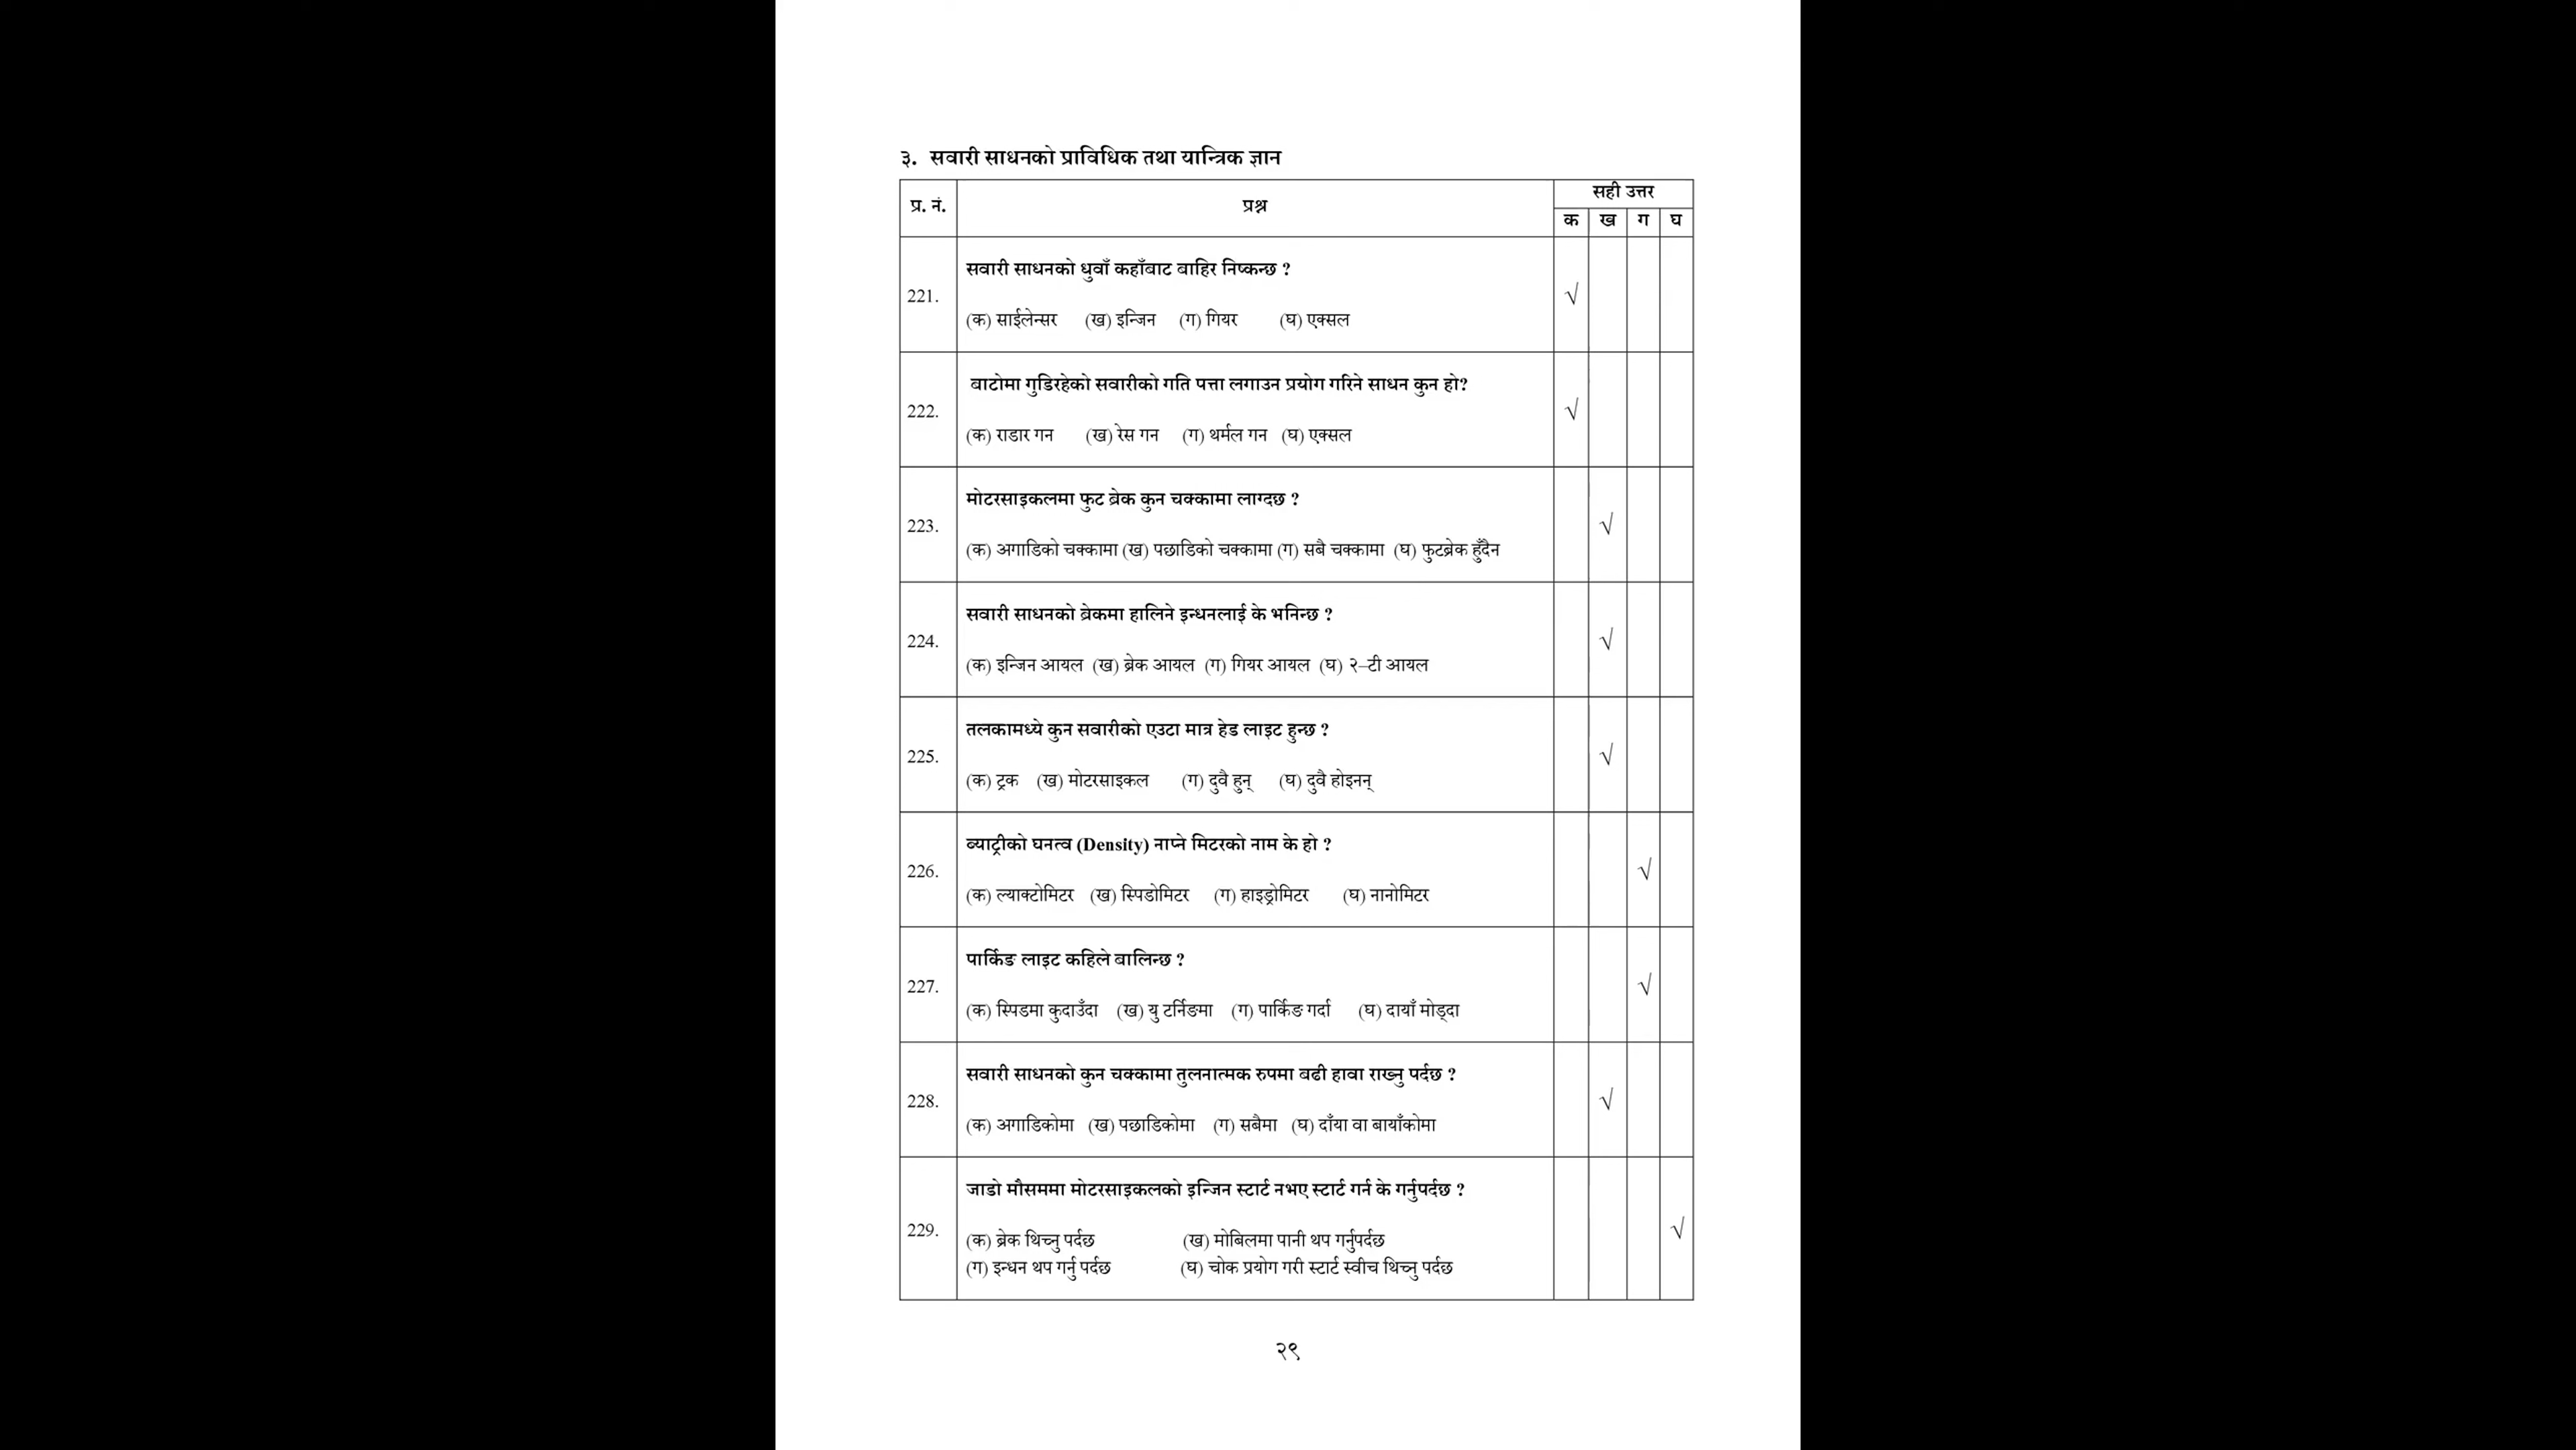 ३. सवारी साधनको प्राविधिक तथा यान्त्रिक ज्ञान
प्र. नं. प्रश्न सही उत्तर
क ख ग घ
सवारी साधनको धुवाँ कहाँबाट बाहिर निष्कन्छ ?
221. √
(क) साईलेन्सर (ख) इन्जिन (ग) गियर (घ) एक्सल
बाटोमा गुडिरहेको सवारीको गति पत्ता लगाउन प्रयोग गरिने साधन कुन हो?
222. √
(क) राडार गन (ख) रेस गन (ग) थर्मल गन (घ) एक्सल
मोटरसाइकलमा फुट ब्रेक कुन चक्कामा लाग्दछ ?
223. √
(क) अगाडिको चक्कामा (ख) पछाडिको चक्कामा (ग) सबै चक्कामा (घ) फुटब्रेक हुँदैन
सवारी साधनको ब्रेकमा हालिने इन्धनलाई के भनिन्छ ?
224. √
(क) इन्जिन आयल (ख) ब्रेक आयल (ग) गियर आयल (घ) २–टी आयल
तलकामध्ये कुन सवारीको एउटा मात्र हेड लाइट हुन्छ ?
225. √
(क) ट्रक (ख) मोटरसाइकल (ग) दुवै हुन् (घ) दुवै होइनन्
ब्याट्रीको घनत्व (Density) नाप्ने मिटरको नाम के हो ?
226. √
(क) ल्याक्टोमिटर (ख) स्पिडोमिटर (ग) हाइड्रोमिटर (घ) नानोमिटर
पार्किङ लाइट कहिले बालिन्छ ?
227. √
(क) स्पिडमा कुदाउँदा (ख) यु टर्निङमा (ग) पार्किङ गर्दा (घ) दायाँ मोड्दा
सवारी साधनको कुन चक्कामा तुलनात्मक रुपमा बढी हावा राख्नु पर्दछ ?
228. √
(क) अगाडिकोमा (ख) पछाडिकोमा (ग) सबैमा (घ) दाँया वा बायाँकोमा
जाडो मौसममा मोटरसाइकलको इन्जिन स्टार्ट नभए स्टार्ट गर्न के गर्नुपर्दछ ?
229. √
(क) ब्रेक थिच्नु पर्दछ (ख) मोबिलमा पानी थप गर्नुपर्दछ
(ग) इन्धन थप गर्नु पर्दछ (घ) चोक प्रयोग गरी स्टार्ट स्वीच थिच्नु पर्दछ
२९